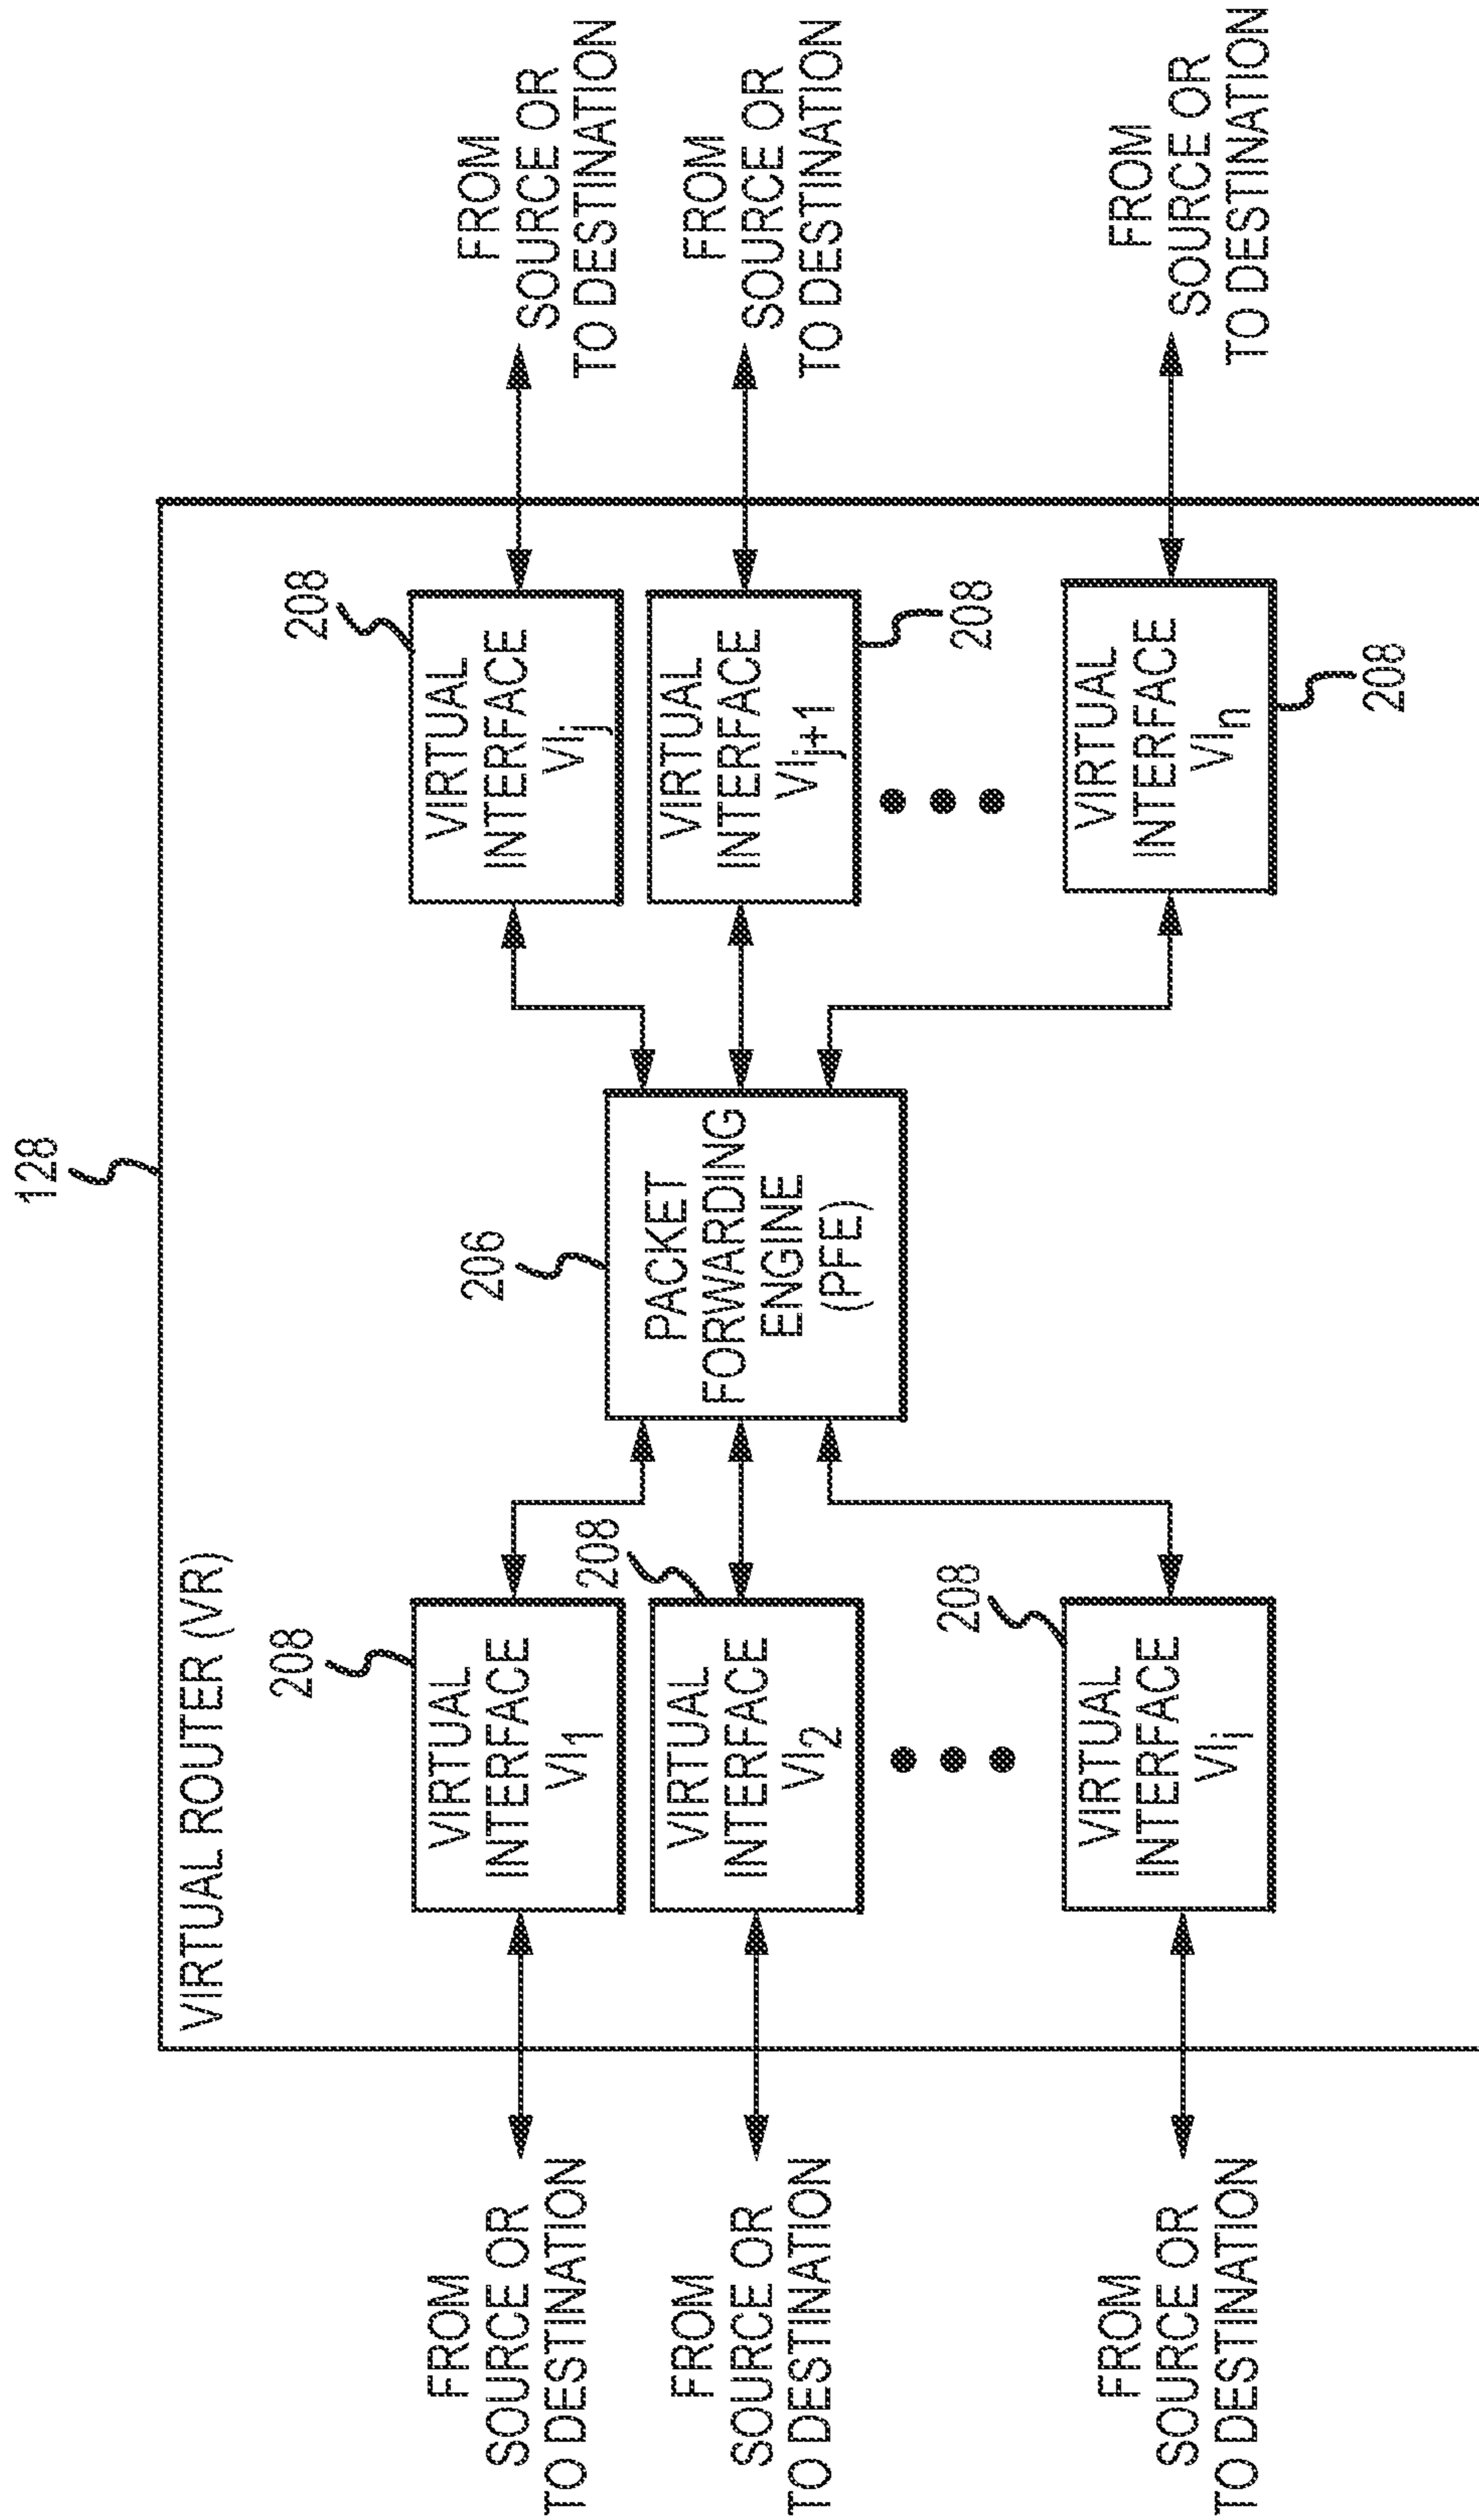 128
VIRTUAL ROUTER (VR)
208
VIRTUAL
INTERFACE
VI1
FROM
SOURCE OR
TO DESTINATION
208
VIRTUAL
INTERFACE
VI2
FROM
SOURCE OR
TO DESTINATION
208
VIRTUAL
INTERFACE
VIi
FROM
SOURCE OR
TO DESTINATION
206
PACKET
FORWARDING
ENGINE
(PFE)
208
VIRTUAL
INTERFACE
VIj
FROM
SOURCE OR
TO DESTINATION
VIRTUAL
INTERFACE
VIj+1
208
FROM
SOURCE OR
TO DESTINATION
VIRTUAL
INTERFACE
VIn
208
FROM
SOURCE OR
TO DESTINATION